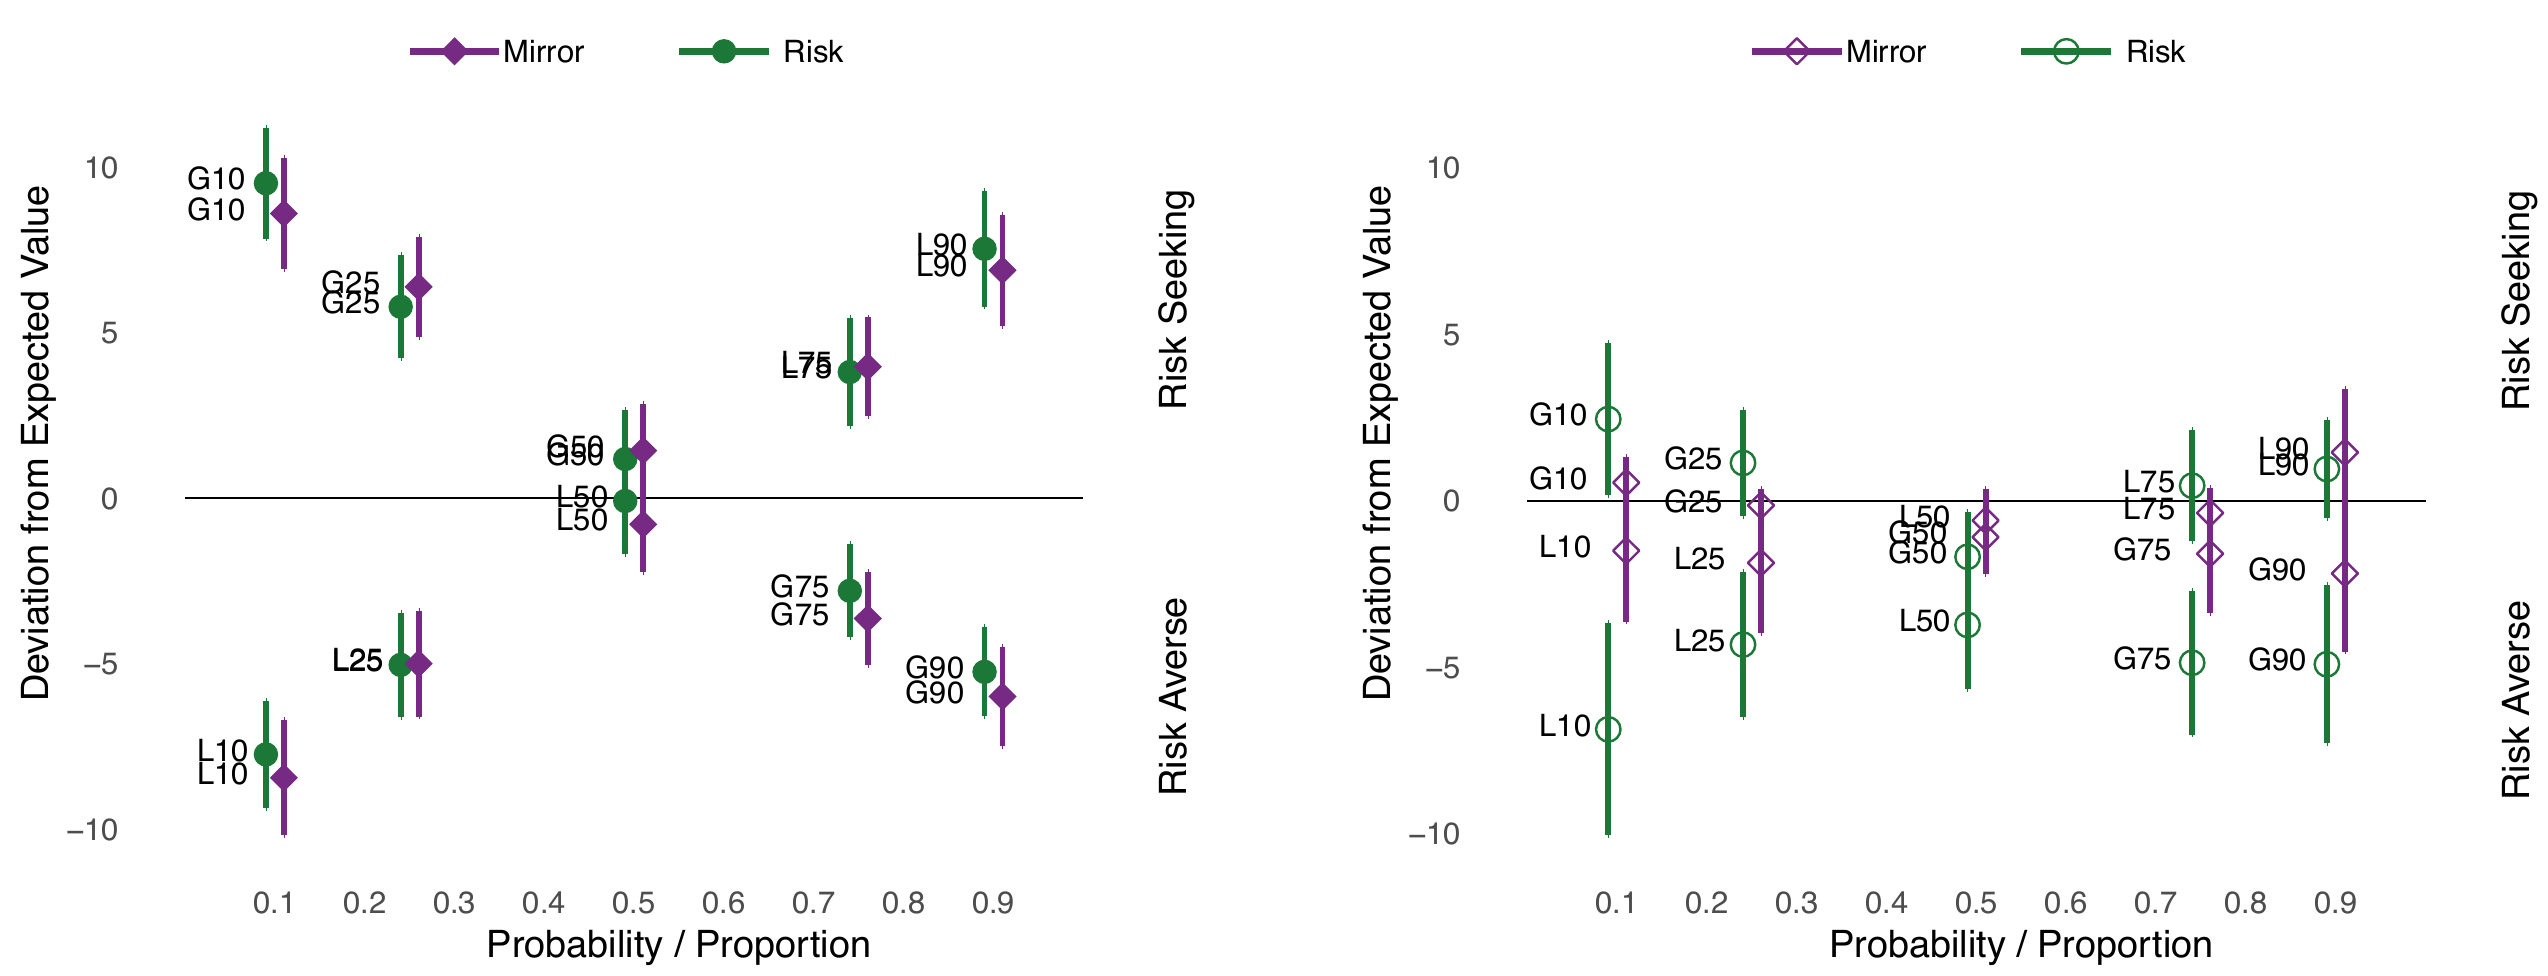 Mirror Risk
Deviation from Expected Value
10
5
0
−5
−10
G10
G10
G25
G25
L90
L90
L75
L75
G50
G50
L50
L50
G75
G75
L25
L25
G90
G90
L10
L10
Risk Seeking
Risk Averse
0.1 0.2 0.3 0.4 0.5 0.6 0.7 0.8 0.9
Probability / Proportion
Mirror Risk
Deviation from Expected Value
10
5
0
−5
−10
G10
G25
L90
L90
G10
L75
G25
L75
L50
G50
G50
L10
L25
G75
G90
L50
L25
G75
G90
L10
Risk Seeking
Risk Averse
0.1 0.2 0.3 0.4 0.5 0.6 0.7 0.8 0.9
Probability / Proportion